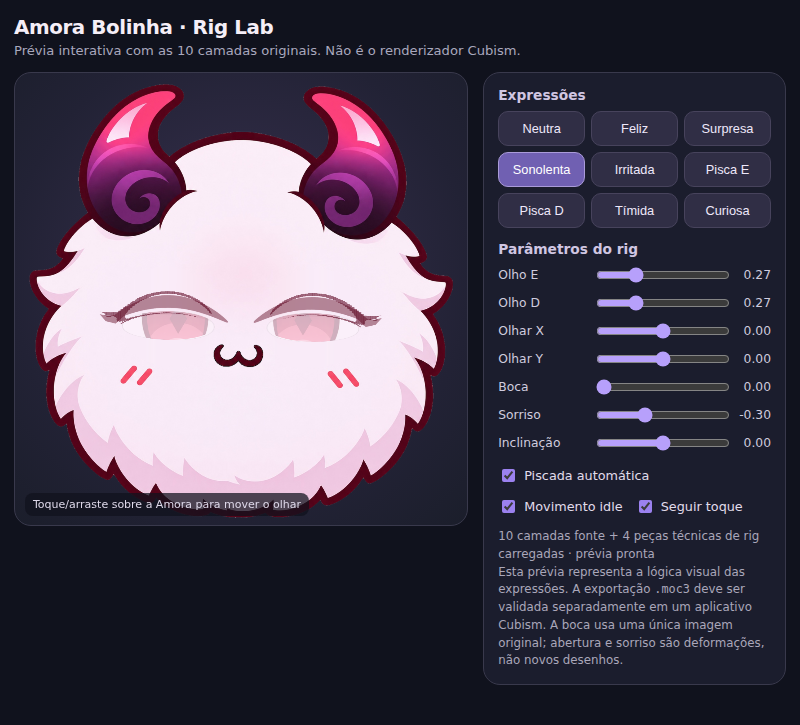 Amora Bolinha · Rig Lab
Prévia interativa com as 10 camadas originais. Não é o renderizador Cubism.
Toque/arraste sobre a Amora para mover o olhar
Expressões
Neutra Feliz Surpresa
Sonolenta Irritada Pisca E
Pisca D Tímida Curiosa
Parâmetros do rig
Olho E 0.27
Olho D 0.27
Olhar X 0.00
Olhar Y 0.00
Boca 0.00
Sorriso -0.30
Inclinação 0.00
Piscada automática
Movimento idle Seguir toque
10 camadas fonte + 4 peças técnicas de rig
carregadas · prévia pronta
Esta prévia representa a lógica visual das
expressões. A exportação .moc3 deve ser
validada separadamente em um aplicativo
Cubism. A boca usa uma única imagem
original; abertura e sorriso são deformações,
não novos desenhos.